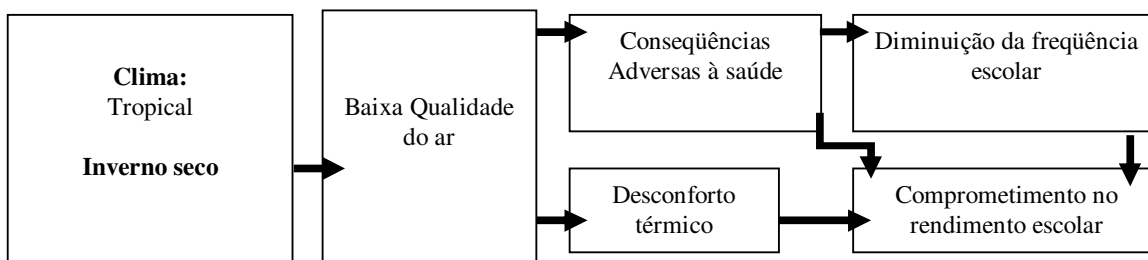 Clima:
Tropical
Inverno seco
Baixa Qualidade
do ar
Conseqüências
Adversas à saúde
Diminuição da freqüência
escolar
Desconforto
térmico
Comprometimento no
rendimento escolar